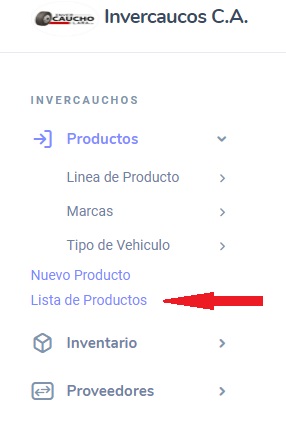 CAUCHO
Invercaucos C.A.
INVERCAUCHOS
Productos
Linea de Producto
Marcas
Tipo de Vehiculo
Nuevo Producto
Lista de Productos
Inventario
Proveedores